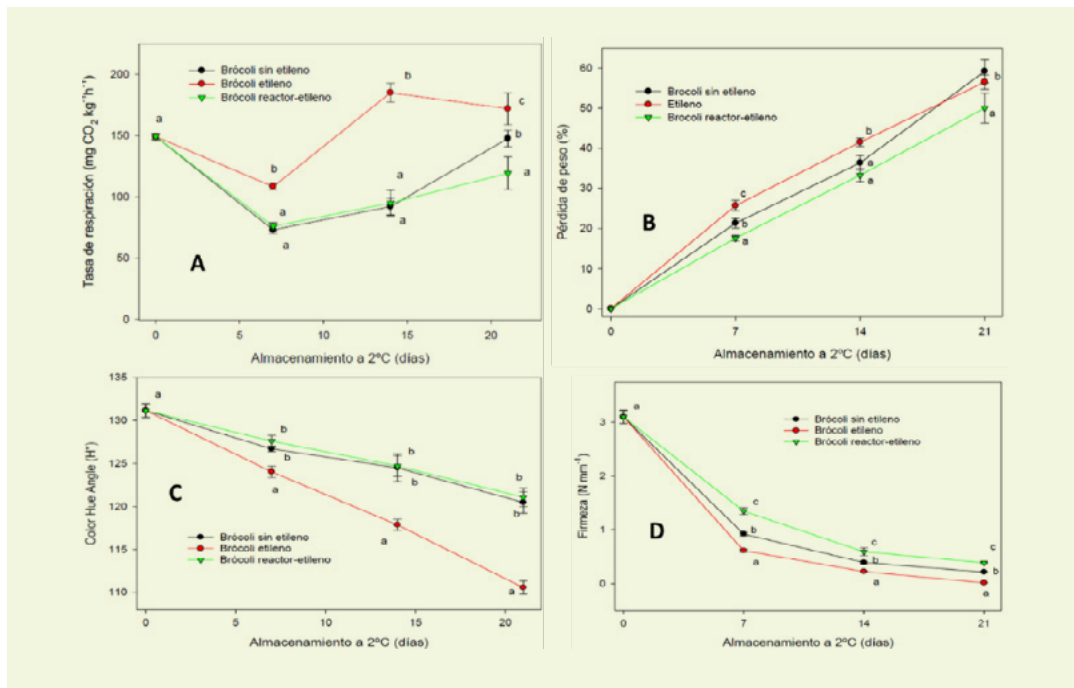 Tasa de respiración (mg CO₂ kg⁻¹h⁻¹)
200
150
100
50
0
Brócoli sin etileno
Brócoli etileno
Brócoli reactor-etileno
a
b
a
a
b
a
a
c
b
a
A
0 5 10 15 20
Almacenamiento a 2ºC (días)
Pérdida de peso (%)
60
50
40
30
20
10
0
Brocoli sin etileno
Etileno
Brocoli reactor-etileno
c
b
a
b
a
a
b
a
B
0 7 14 21
Almacenamiento a 2ºC (días)
Color Hue Angle (H°)
135
130
125
120
115
110
a
b
b
a
b
b
a
b
b
a
C
Brócoli sin etileno
Brócoli etileno
Brócoli reactor-etileno
0 5 10 15 20
Almacenamiento a 2ºC (días)
Firmeza (N mm⁻¹)
3
2
1
0
Brócoli sin etileno
Brócoli etileno
Brócoli reactor-etileno
a
c
b
a
c
b
a
c
b
a
D
0 7 14 21
Almacenamiento a 2ºC (días)